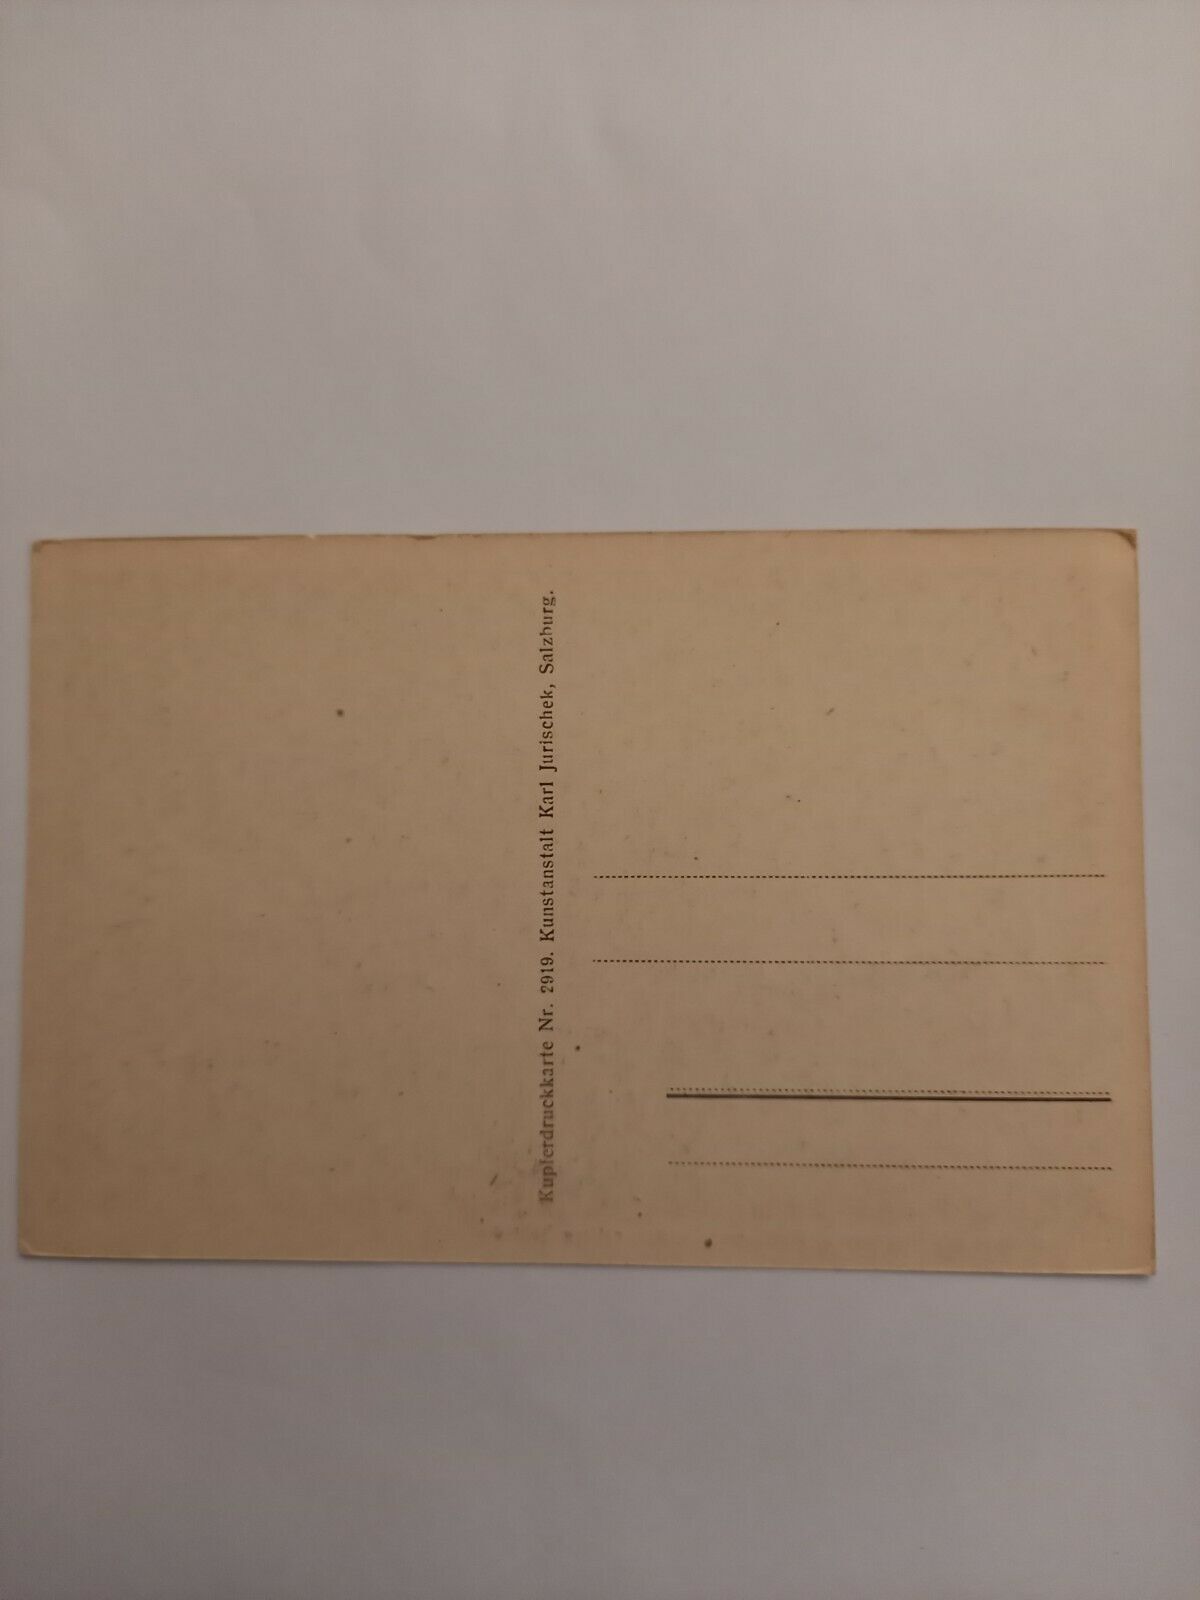 Kupferdruckkarte Nr. 2919. Kunstanstalt Karl Jurischek, Salzburg.